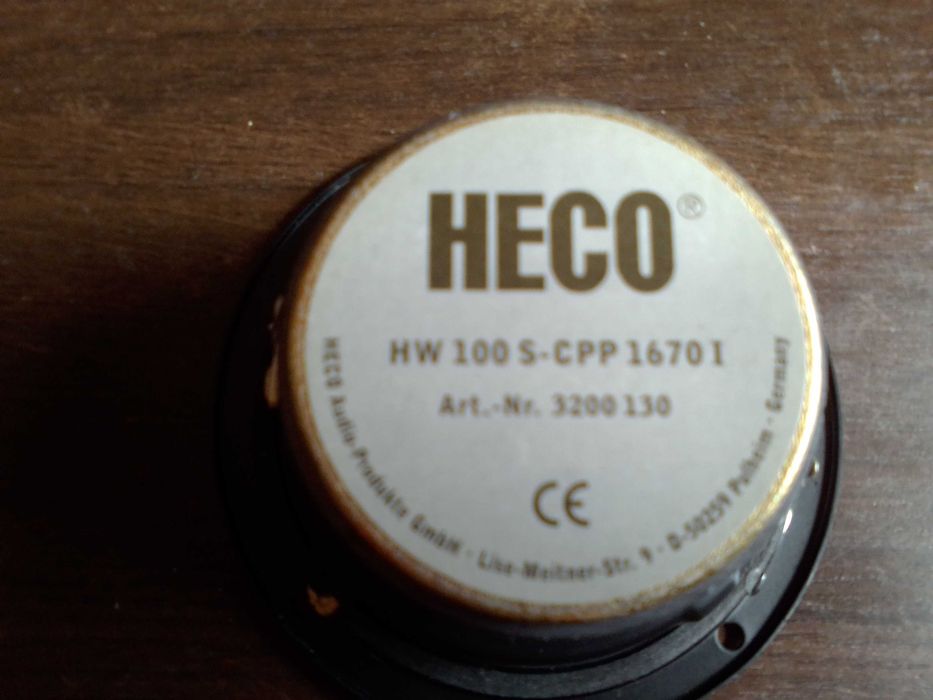 HECO®
HW 100 S-CPP 1670 I
Art.-Nr. 3200 130
CE
HECO Audio-Produkte GmbH · Lise-Meitner-Str. 9 · D-50259 Pulheim · Germany